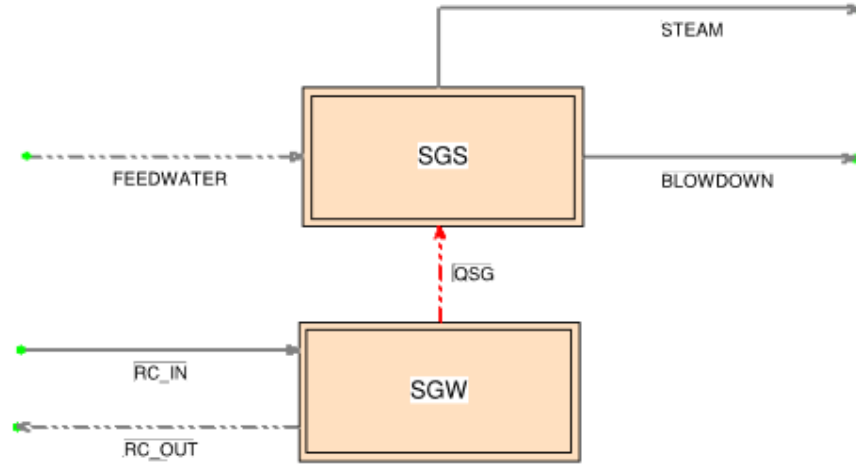 STEAM
SGS
FEEDWATER
BLOWDOWN
QSG
RC_IN
SGW
RC_OUT